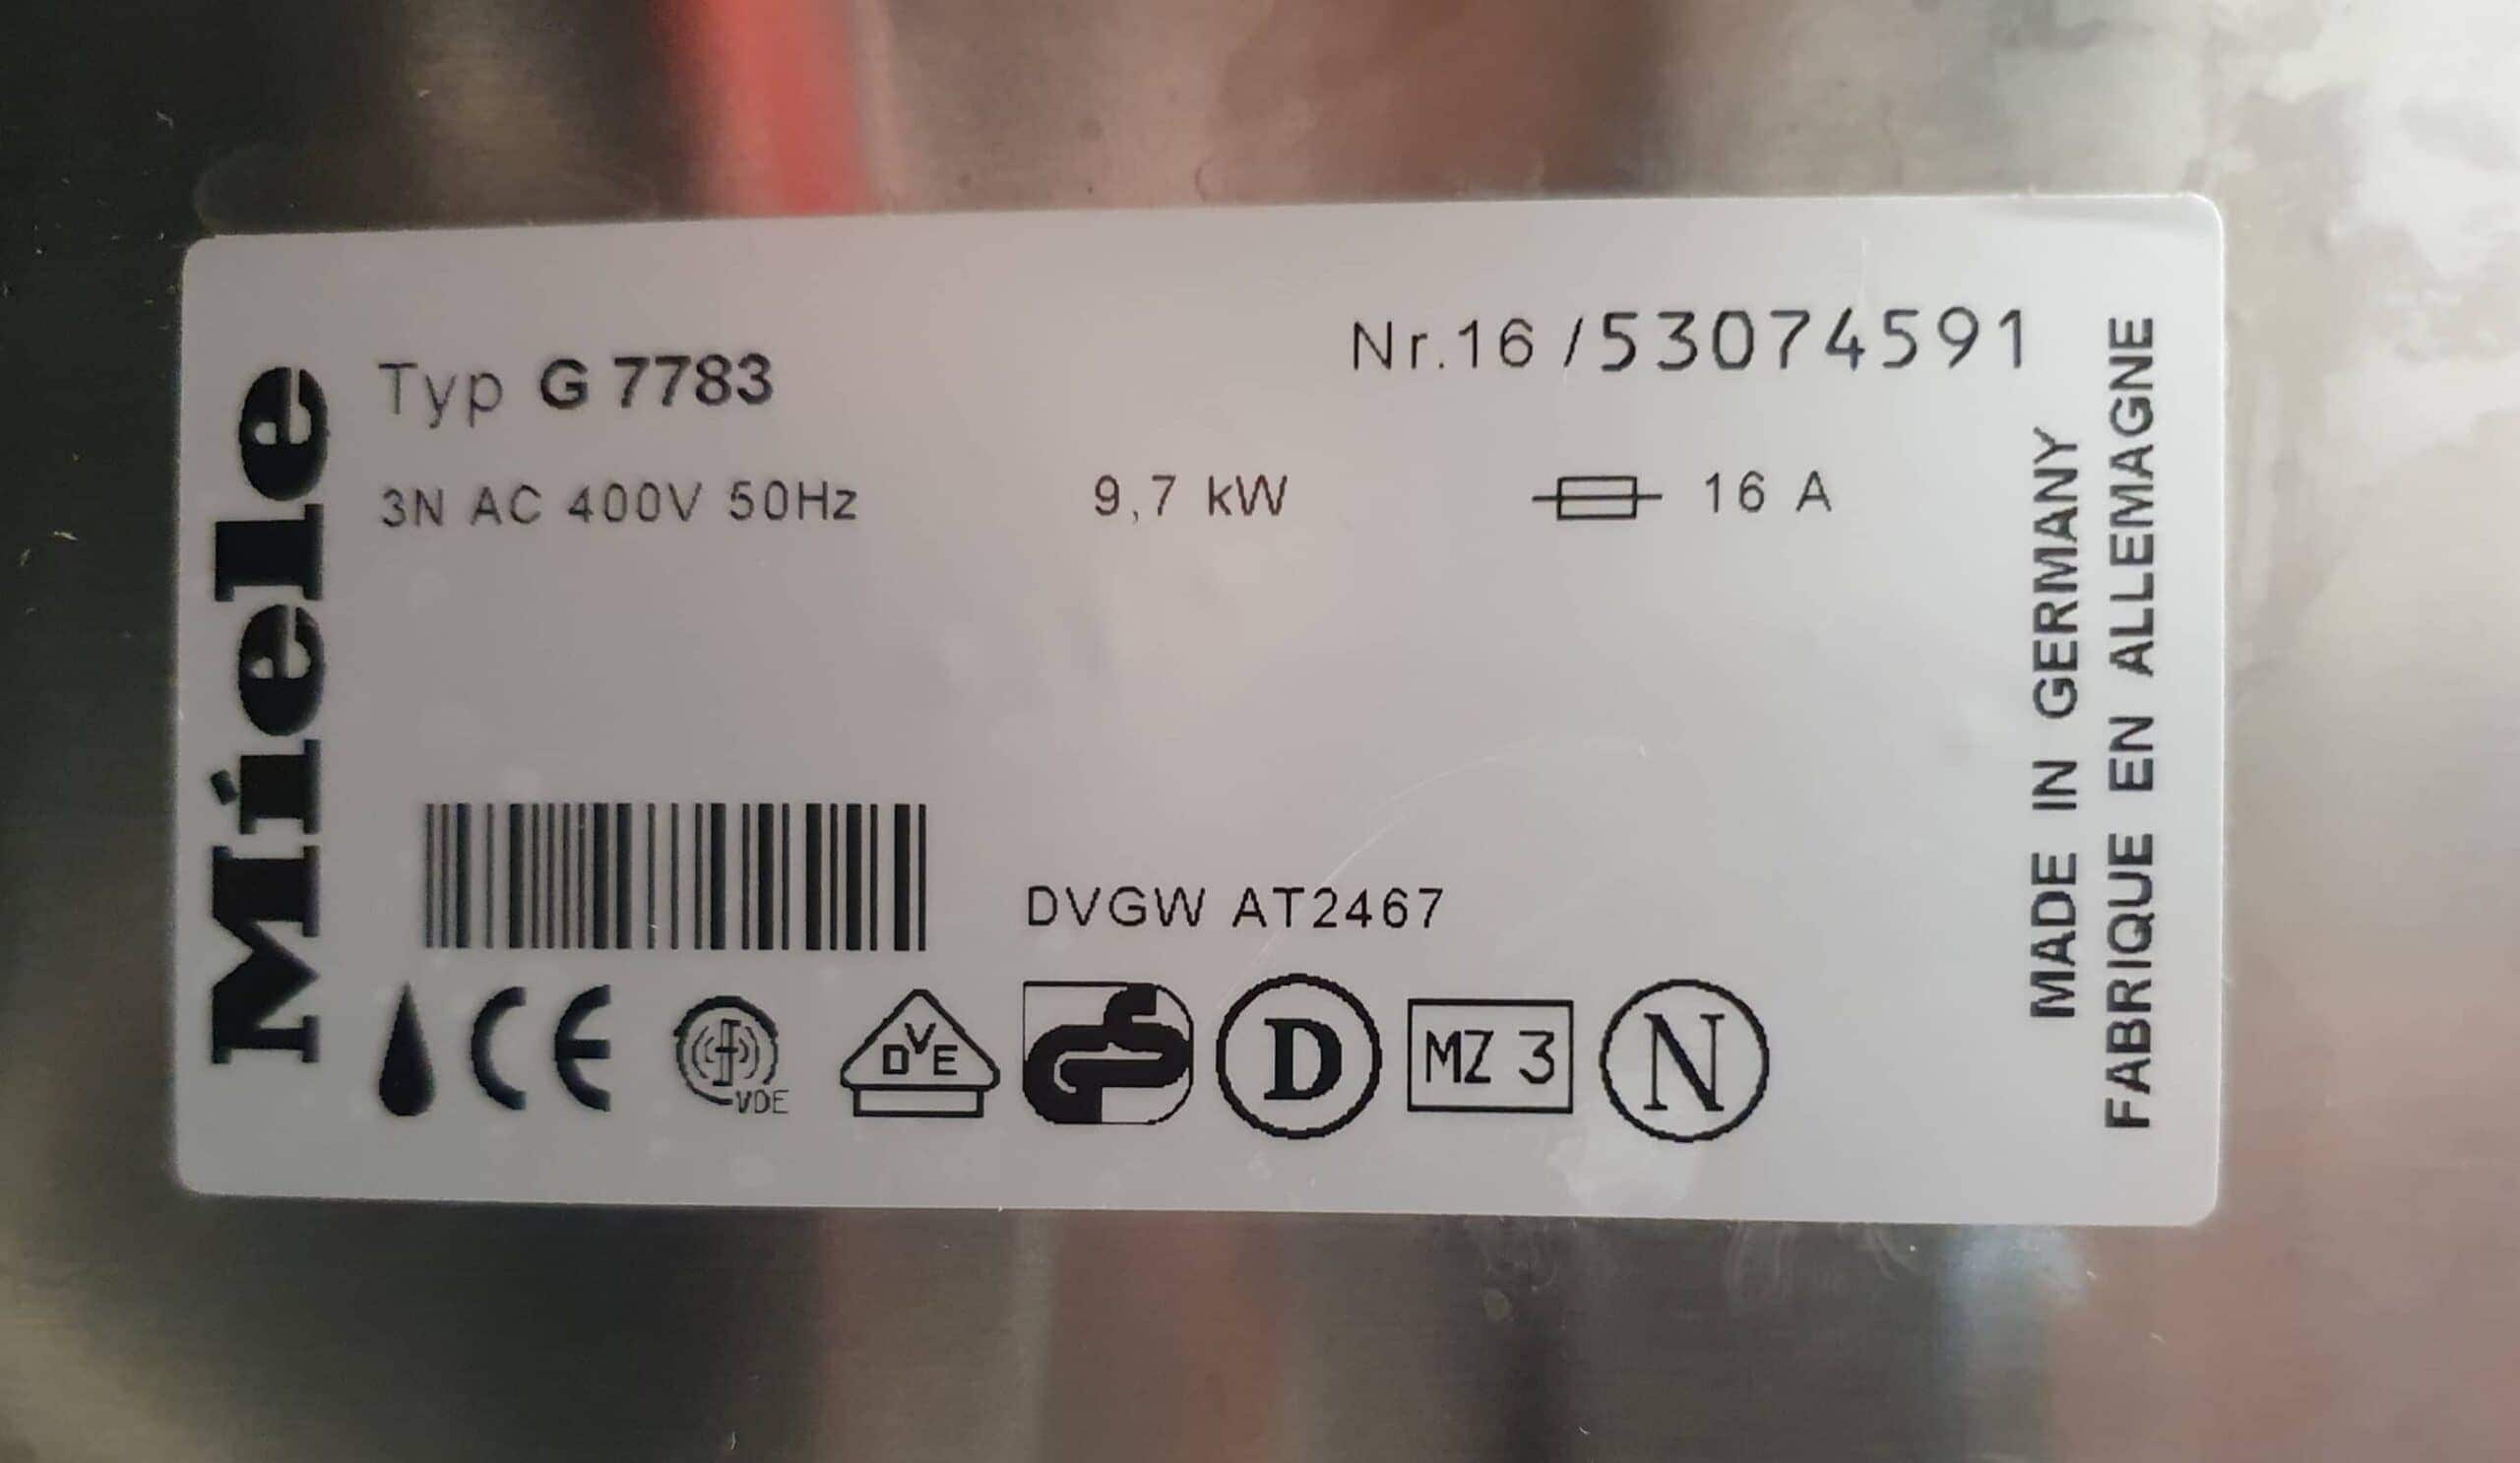 Miele
Typ G 7783
Nr.16 /53074591
3N AC 400V 50Hz
9,7 kW
16 A
DVGW AT2467
CE
VDE
DVE
D
MZ 3
N
MADE IN GERMANY
FABRIQUE EN ALLEMAGNE